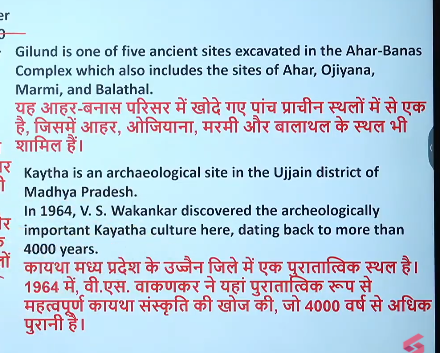 er
Gilund is one of five ancient sites excavated in the Ahar-Banas
Complex which also includes the sites of Ahar, Ojiyana,
Marmi, and Balathal.
यह आहर-बनास परिसर में खोदे गए पांच प्राचीन स्थलों में से एक
है, जिसमें आहर, ओजियाना, मरमी और बालाथल के स्थल भी
शामिल हैं।
Kaytha is an archaeological site in the Ujjain district of
Madhya Pradesh.
In 1964, V. S. Wakankar discovered the archeologically
important Kayatha culture here, dating back to more than
4000 years.
कायथा मध्य प्रदेश के उज्जैन जिले में एक पुरातात्विक स्थल है।
1964 में, वी.एस. वाकणकर ने यहां पुरातात्विक रूप से
महत्वपूर्ण कायथा संस्कृति की खोज की, जो 4000 वर्ष से अधिक
पुरानी है।